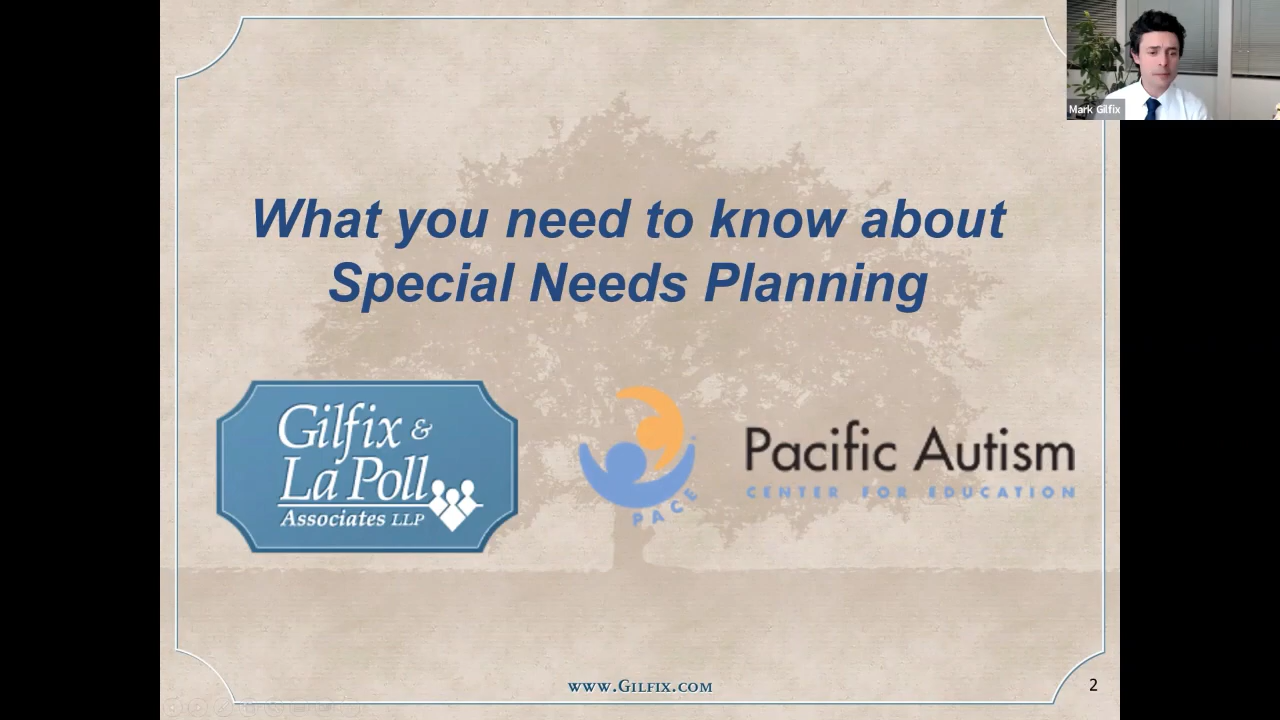 Mark Gilfix
What you need to know about
Special Needs Planning
Gilfix &
La Poll
Associates LLP
PACE
Pacific Autism
CENTER FOR EDUCATION
www.Gilfix.com
2